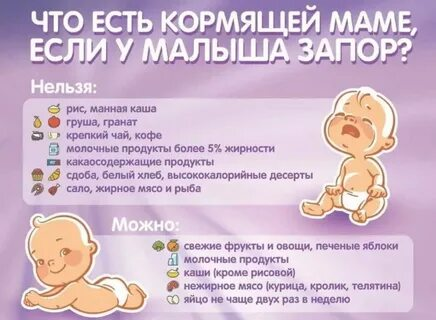 ЧТО ЕСТЬ КОРМЯЩЕЙ МАМЕ,
ЕСЛИ У МАЛЫША ЗАПОР?
Нельзя:
рис, манная каша
груша, гранат
крепкий чай, кофе
молочные продукты более 5% жирности
какаосодержащие продукты
сдоба, белый хлеб, высококалорийные десерты
сало, жирное мясо и рыба
Можно:
свежие фрукты и овощи, печеные яблоки
молочные продукты
каши (кроме рисовой)
нежирное мясо (курица, кролик, телятина)
яйцо не чаще двух раз в неделю